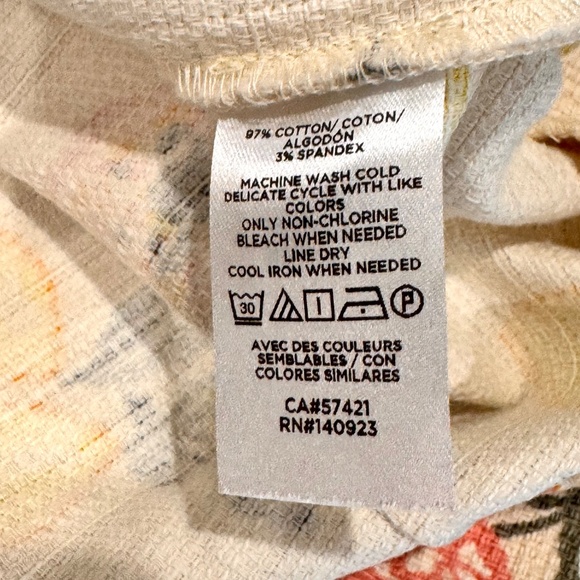 97% COTTON/COTON/
ALGODÓN
3% SPANDEX
MACHINE WASH COLD
DELICATE CYCLE WITH LIKE
COLORS
ONLY NON-CHLORINE
BLEACH WHEN NEEDED
LINE DRY
COOL IRON WHEN NEEDED
30 P
AVEC DES COULEURS
SEMBLABLES / CON
COLORES SIMILARES
CA#57421
RN#140923